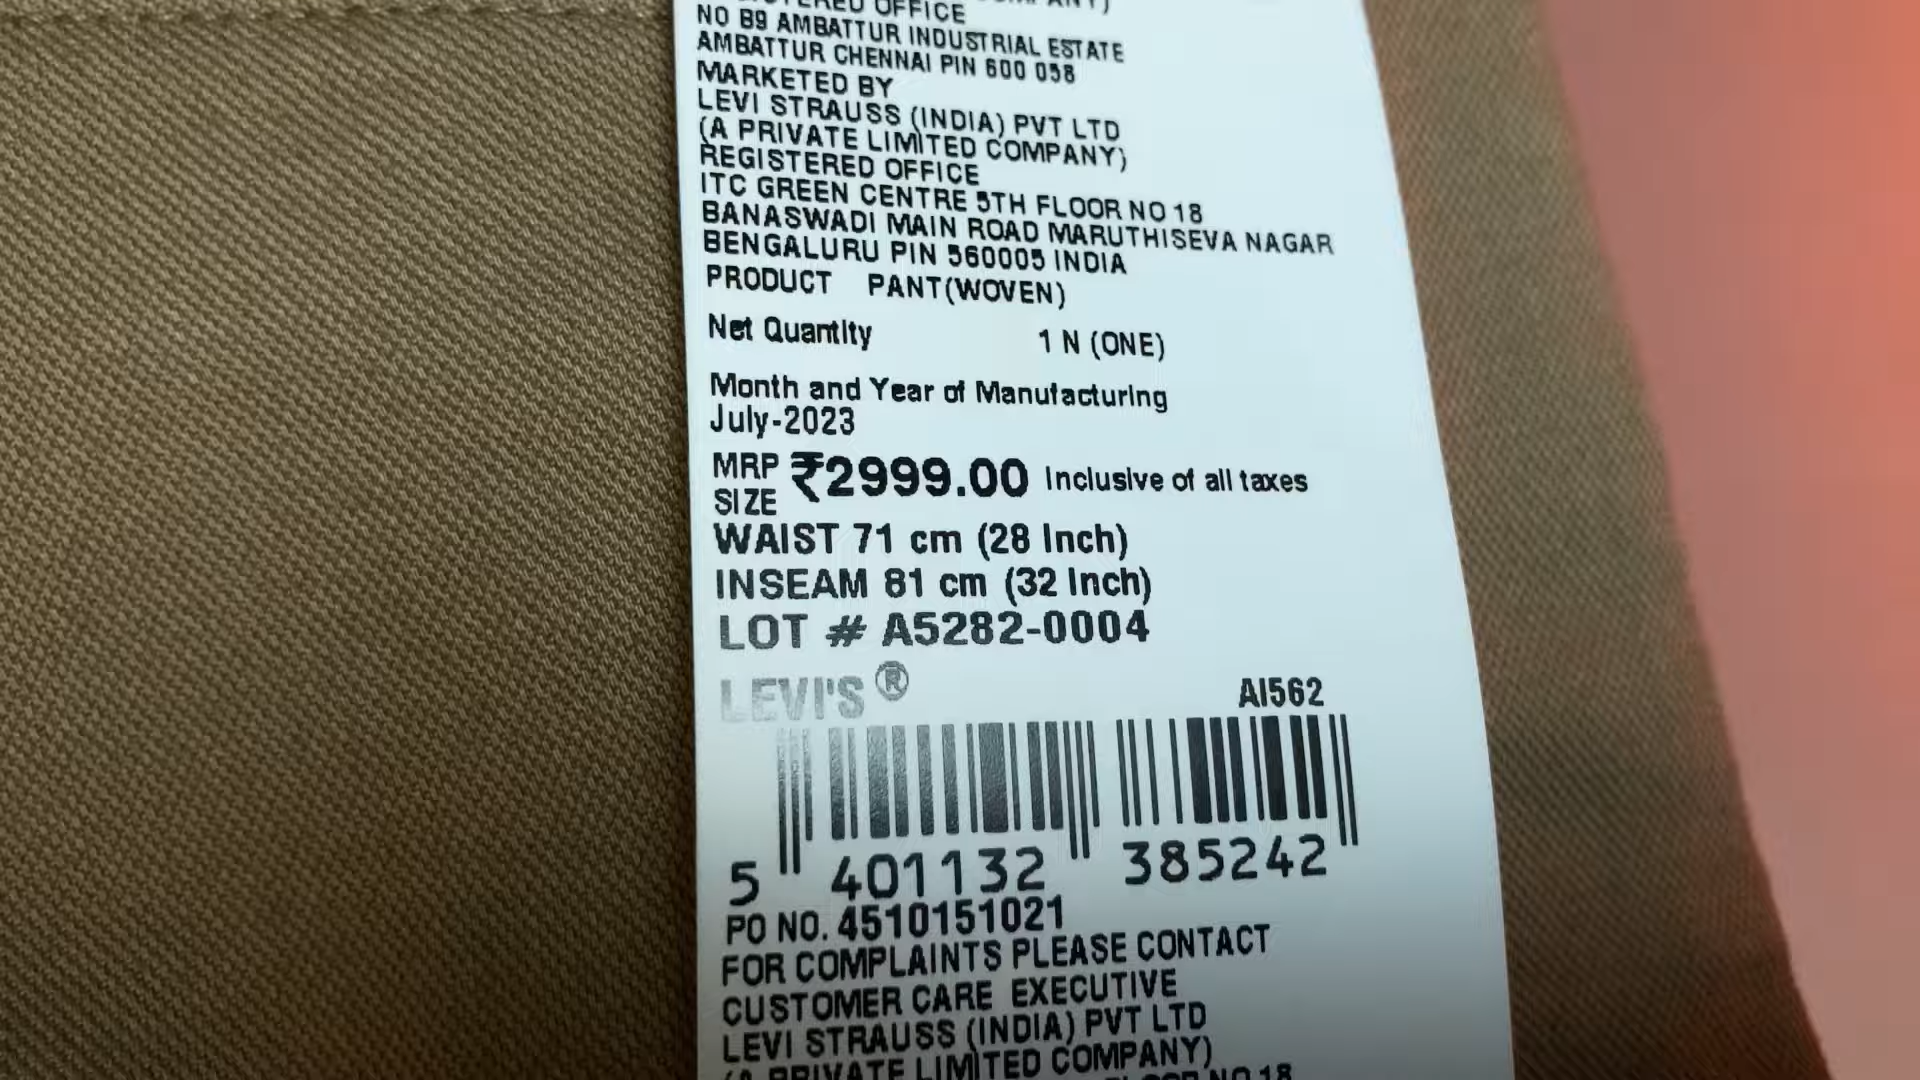 REGISTERED OFFICE
NO B9 AMBATTUR INDUSTRIAL ESTATE
AMBATTUR CHENNAI PIN 600 058
MARKETED BY
LEVI STRAUSS (INDIA) PVT LTD
(A PRIVATE LIMITED COMPANY)
REGISTERED OFFICE
ITC GREEN CENTRE 5TH FLOOR NO 18
BANASWADI MAIN ROAD MARUTHISEVA NAGAR
BENGALURU PIN 560005 INDIA
PRODUCT PANT(WOVEN)
Net Quantity 1 N (ONE)
Month and Year of Manufacturing
July-2023
MRP ₹2999.00 Inclusive of all taxes
SIZE
WAIST 71 cm (28 Inch)
INSEAM 81 cm (32 Inch)
LOT # A5282-0004
LEVI'S® AI562
5 401132 385242
PO NO. 4510151021
FOR COMPLAINTS PLEASE CONTACT
CUSTOMER CARE EXECUTIVE
LEVI STRAUSS (INDIA) PVT LTD
(A PRIVATE LIMITED COMPANY)
FLOOR NO 18